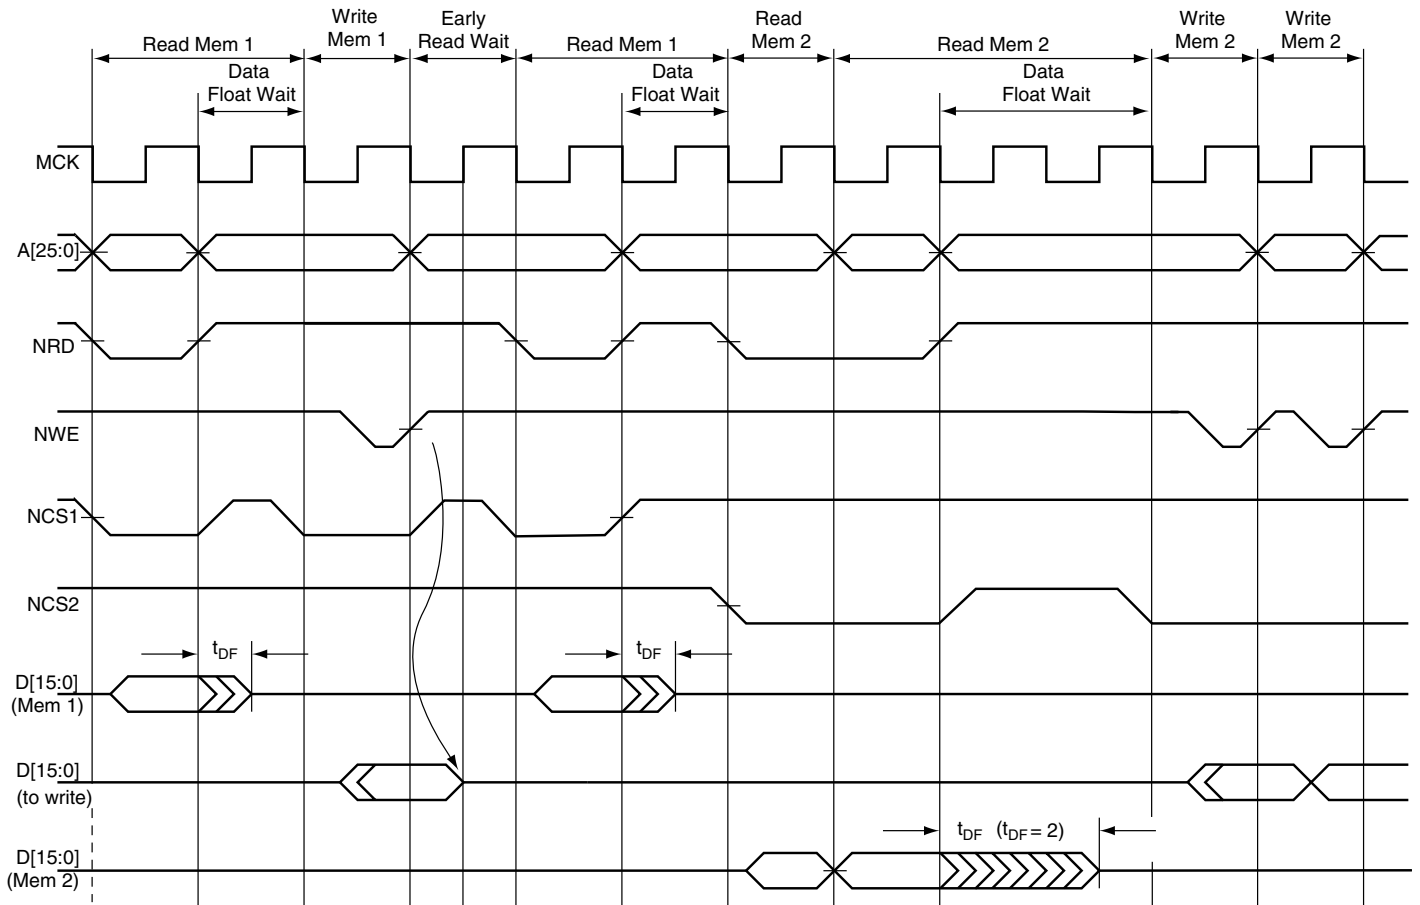 Write Mem 1
Early Read Wait
Read Mem 2
Write Mem 2
Write Mem 2
Read Mem 1
Read Mem 1
Read Mem 2
Data Float Wait
Data Float Wait
Data Float Wait
MCK
A[25:0]
NRD
NWE
NCS1
NCS2
tDF
tDF
D[15:0] (Mem 1)
D[15:0] (to write)
tDF (tDF = 2)
D[15:0] (Mem 2)